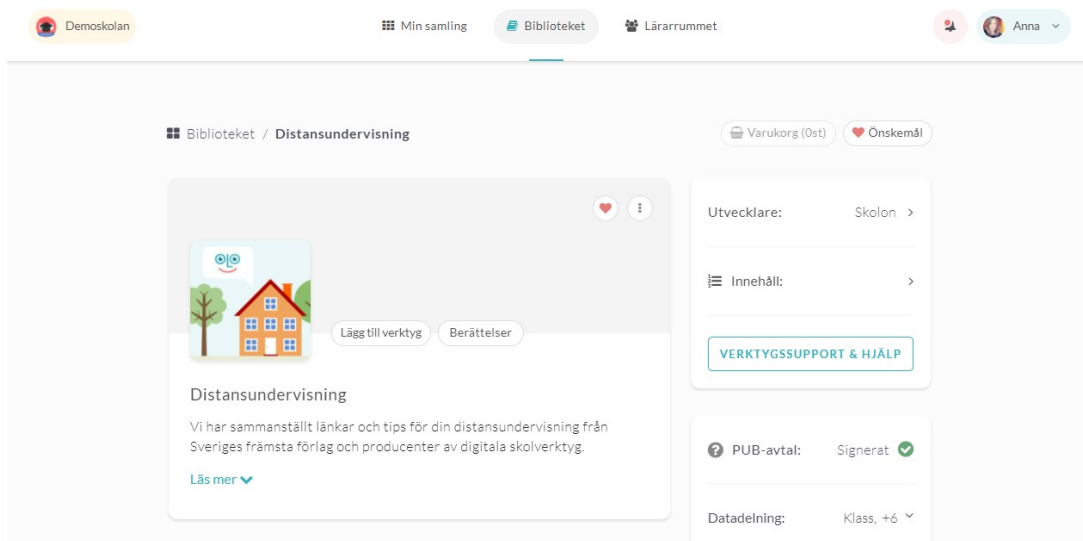 Demoskolan
Min samling
Biblioteket
Lärarrummet
Anna
Biblioteket / Distansundervisning
Varukorg (0st)
Önskemål
Lägg till verktyg
Berättelser
Distansundervisning
Vi har sammanställt länkar och tips för din distansundervisning från
Sveriges främsta förlag och producenter av digitala skolverktyg.
Läs mer
Utvecklare: Skolon
Innehåll:
VERKTYGSSUPPORT & HJÄLP
PUB-avtal: Signerat
Datadelning: Klass, +6